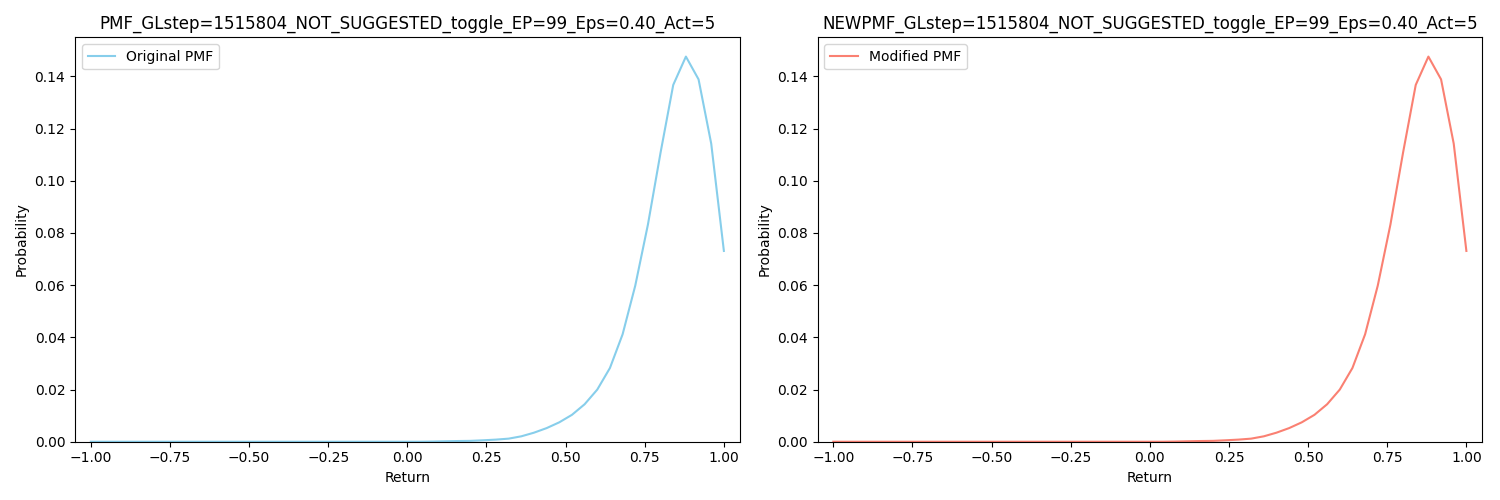 PMF_GLstep=1515804_NOT_SUGGESTED_toggle_EP=99_Eps=0.40_Act=5
Original PMF
0.14
0.12
0.10
0.08
0.06
0.04
0.02
0.00
Probability
−1.00 −0.75 −0.50 −0.25 0.00 0.25 0.50 0.75 1.00
Return
NEWPMF_GLstep=1515804_NOT_SUGGESTED_toggle_EP=99_Eps=0.40_Act=5
Modified PMF
0.14
0.12
0.10
0.08
0.06
0.04
0.02
0.00
Probability
−1.00 −0.75 −0.50 −0.25 0.00 0.25 0.50 0.75 1.00
Return